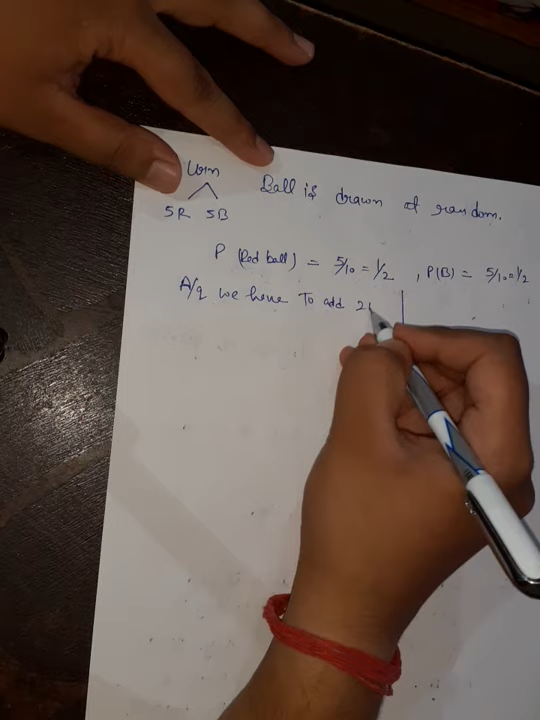 Urn
5R 5B
Ball is drawn at random.
P (Red ball) = 5/10 = 1/2 , P(B) = 5/10=1/2
A/q we have To add 2